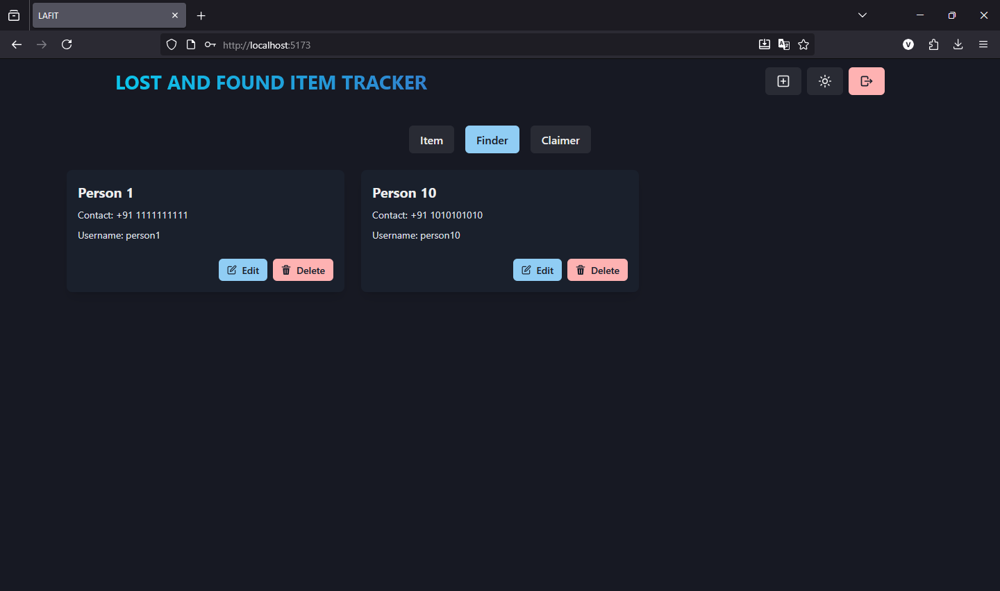 LAFIT
http://localhost:5173
V
LOST AND FOUND ITEM TRACKER
Item
Finder
Claimer
Person 1
Contact: +91 1111111111
Username: person1
Edit
Delete
Person 10
Contact: +91 1010101010
Username: person10
Edit
Delete